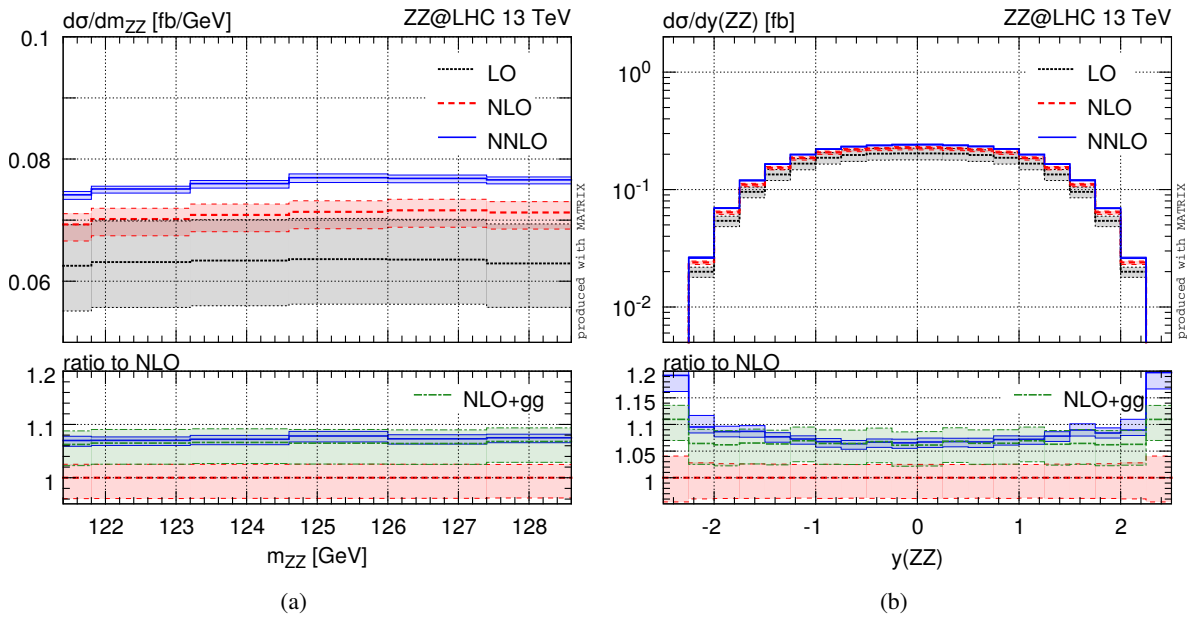 dσ/dm_ZZ [fb/GeV] ZZ@LHC 13 TeV
0.1
0.08
0.06
LO
NLO
NNLO
produced with MATRIX
ratio to NLO
1.2
1.1
1
NLO+gg
122 123 124 125 126 127 128
m_ZZ [GeV]
(a)
dσ/dy(ZZ) [fb] ZZ@LHC 13 TeV
10^0
10^-1
10^-2
LO
NLO
NNLO
produced with MATRIX
ratio to NLO
1.2
1.15
1.1
1.05
1
NLO+gg
-2 -1 0 1 2
y(ZZ)
(b)